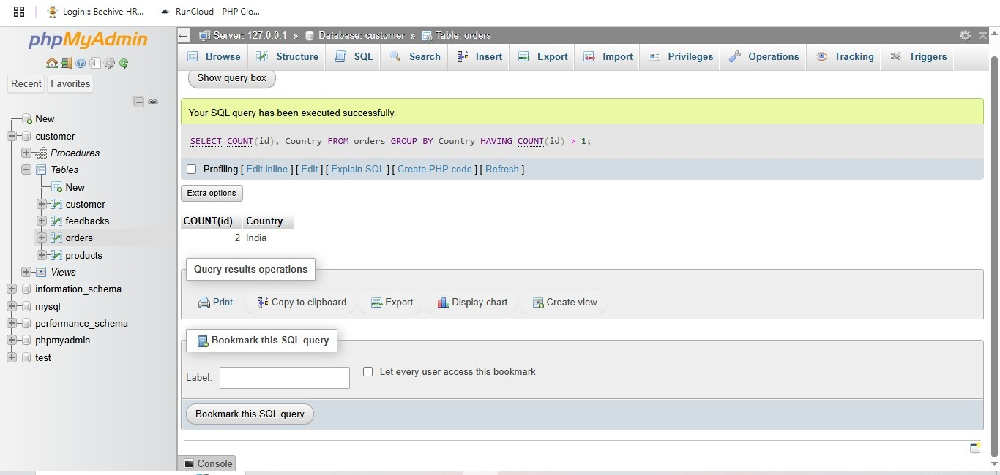 Login :: Beehive HR... RunCloud - PHP Clo...
phpMyAdmin
Recent Favorites
New
customer
Procedures
Tables
New
customer
feedbacks
orders
products
Views
information_schema
mysql
performance_schema
phpmyadmin
test
Server: 127.0.0.1 » Database: customer » Table: orders
Browse Structure SQL Search Insert Export Import Privileges Operations Tracking Triggers
Show query box
Your SQL query has been executed successfully.
SELECT COUNT(id), Country FROM orders GROUP BY Country HAVING COUNT(id) > 1;
Profiling [ Edit inline ] [ Edit ] [ Explain SQL ] [ Create PHP code ] [ Refresh ]
Extra options
COUNT(id) Country
2 India
Query results operations
Print Copy to clipboard Export Display chart Create view
Bookmark this SQL query
Label: Let every user access this bookmark
Bookmark this SQL query
Console